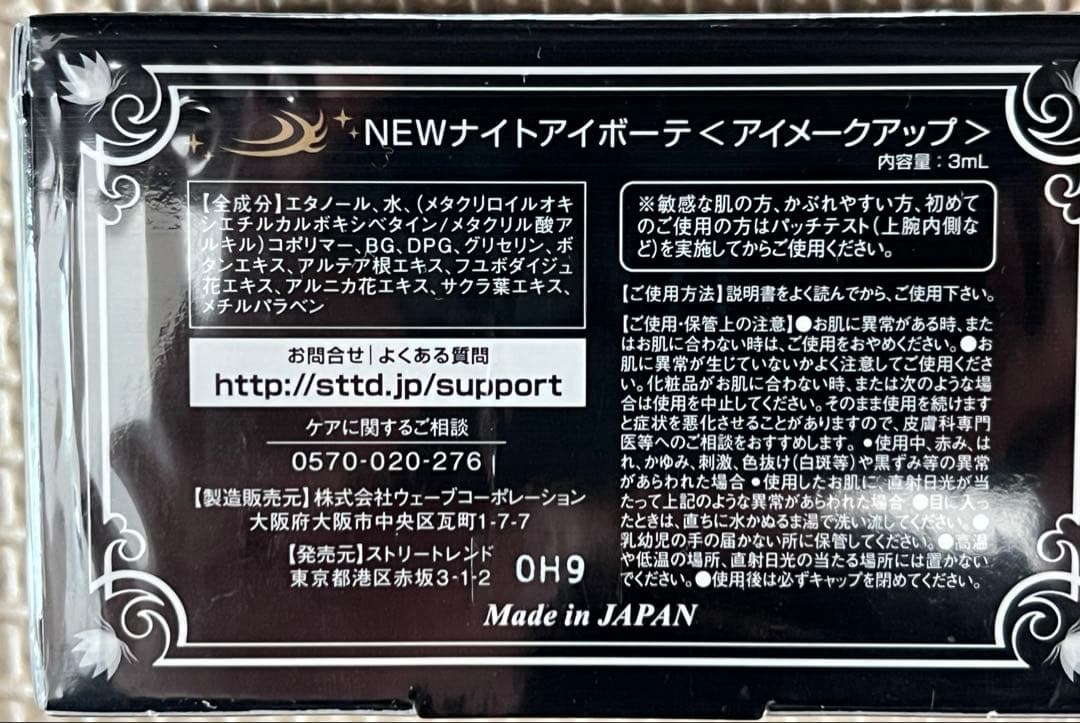 NEWナイトアイボーテ＜アイメークアップ＞
内容量：3mL
【全成分】エタノール、水、（メタクリロイルオキ
シエチルカルボキシベタイン/メタクリル酸ア
ルキル）コポリマー、BG、DPG、グリセリン、ボ
タンエキス、アルテア根エキス、フユボダイジュ
花エキス、アルニカ花エキス、サクラ葉エキス、
メチルパラベン
お問合せ｜よくある質問
http://sttd.jp/support
ケアに関するご相談
0570-020-276
【製造販売元】株式会社ウェーブコーポレーション
大阪府大阪市中央区瓦町1-7-7
【発売元】ストリートレンド
東京都港区赤坂3-1-2
0H9
※敏感な肌の方、かぶれやすい方、初めて
のご使用の方はパッチテスト（上腕内側な
ど）を実施してからご使用ください。
【ご使用方法】説明書をよく読んでから、ご使用下さい。
【ご使用・保管上の注意】●お肌に異常がある時、また
はお肌に合わない時は、ご使用をおやめください。●お
肌に異常が生じていないかよく注意してご使用くださ
い。化粧品がお肌に合わない時、または次のような場
合は使用を中止してください。そのまま使用を続けます
と症状を悪化させることがありますので、皮膚科専門
医等へのご相談をおすすめします。•使用中、赤み、は
れ、かゆみ、刺激、色抜け(白斑等)や黒ずみ等の異常
があらわれた場合 •使用したお肌に、直射日光が当
たって上記のような異常があらわれた場合 ●目に入っ
たときは、直ちに水かぬるま湯で洗い流してください。●
乳幼児の手の届かない所に保管してください。●高温
や低温の場所、直射日光の当たる場所には置かない
でください。●使用後は必ずキャップを閉めてください。
Made in JAPAN